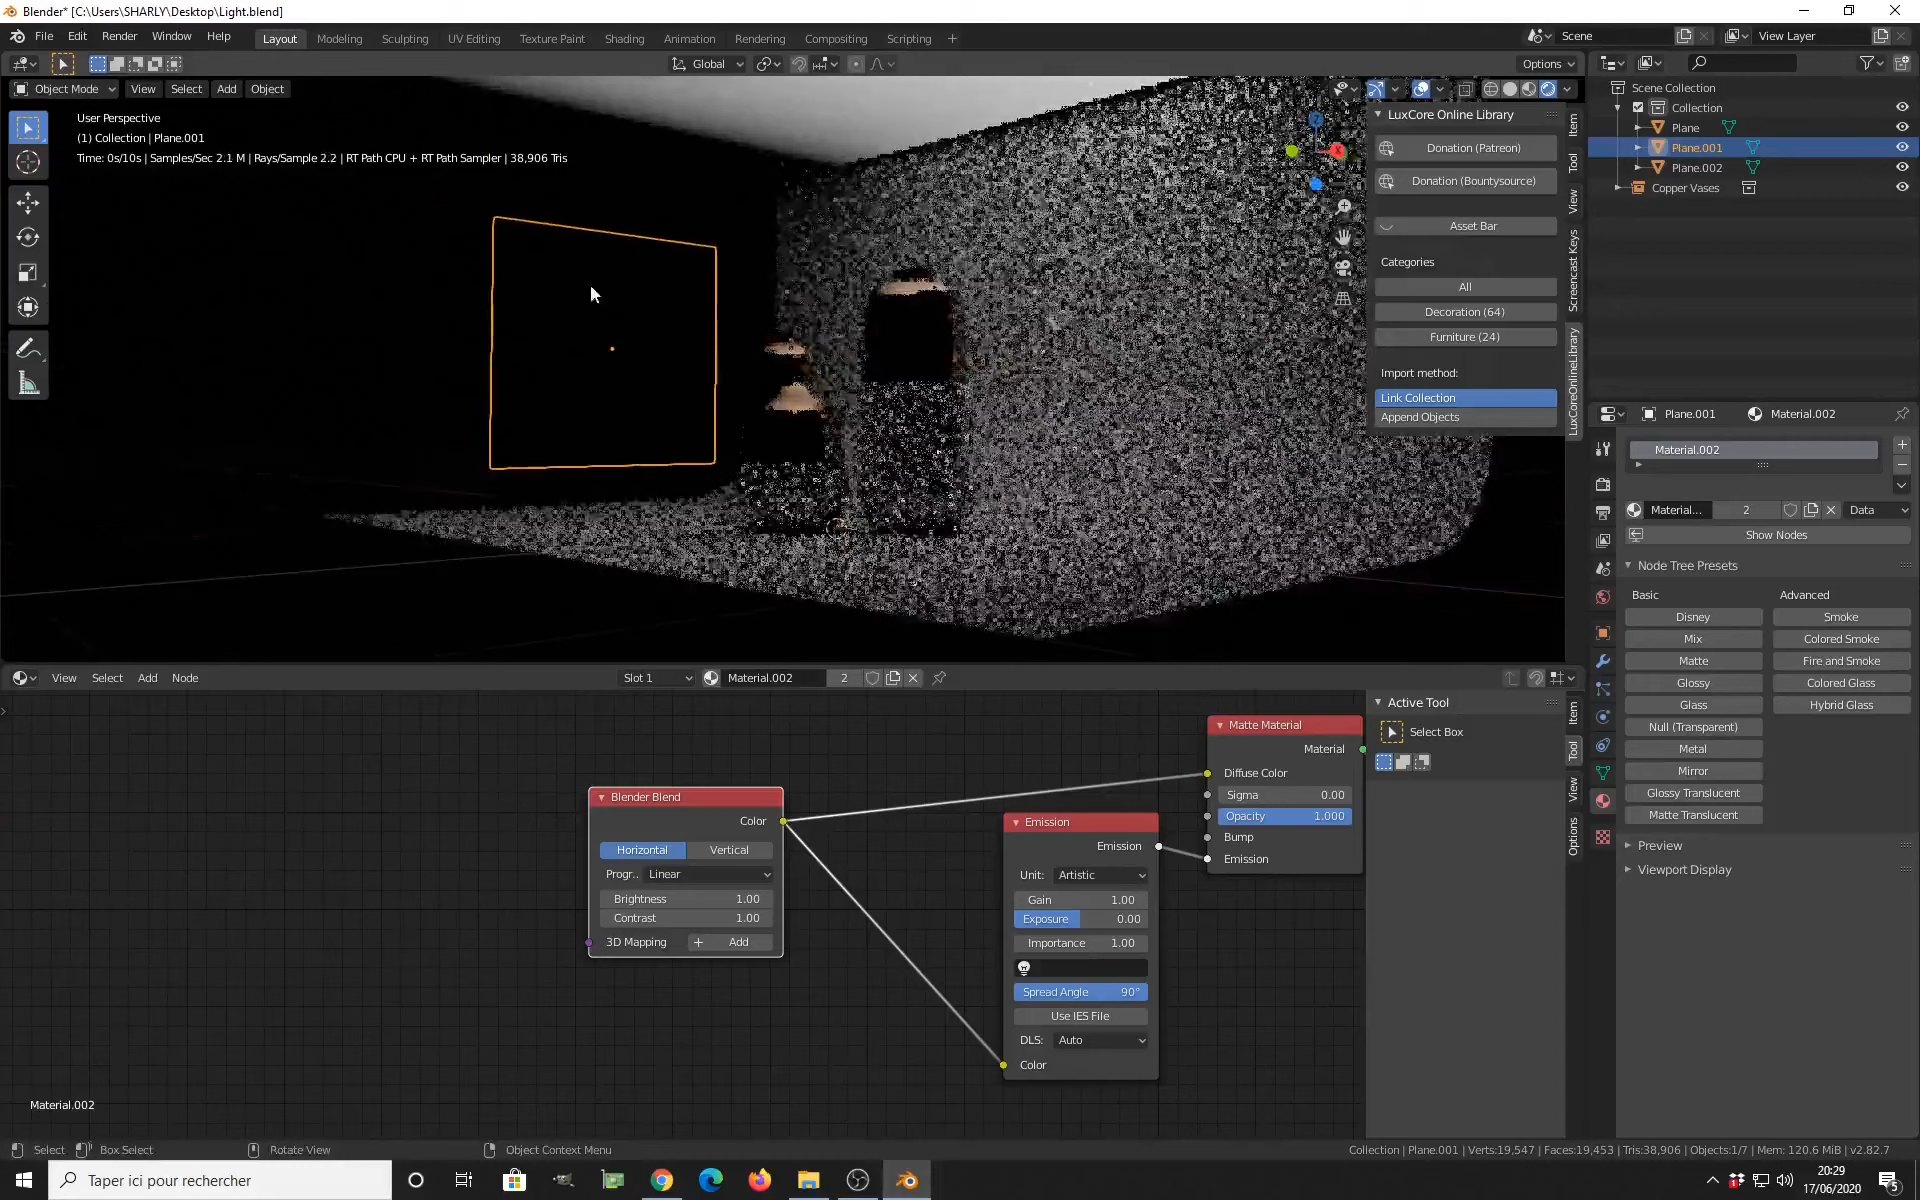 Blender* [C:\Users\SHARLY\Desktop\Light.blend]
File Edit Render Window Help
Layout Modeling Sculpting UV Editing Texture Paint Shading Animation Rendering Compositing Scripting +
Scene View Layer
Global Options
Object Mode View Select Add Object
User Perspective
(1) Collection | Plane.001
Time: 0s/10s | Samples/Sec 2.1 M | Rays/Sample 2.2 | RT Path CPU + RT Path Sampler | 38,906 Tris
X
LuxCore Online Library
Donation (Patreon)
Donation (Bountysource)
Asset Bar
Categories
All
Decoration (64)
Furniture (24)
Import method:
Link Collection
Append Objects
Item
Tool
View
Screencast Keys
LuxCoreOnlineLibrary
Scene Collection
Collection
Plane
Plane.001
Plane.002
Copper Vases
Plane.001 Material.002
Material.002
Material... 2 Data
Show Nodes
Node Tree Presets
Basic Advanced
Disney Smoke
Mix Colored Smoke
Matte Fire and Smoke
Glossy Colored Glass
Glass Hybrid Glass
Null (Transparent)
Metal
Mirror
Glossy Translucent
Matte Translucent
Preview
Viewport Display
View Select Add Node Slot 1 Material.002 2
Active Tool
Select Box
Item
Tool
View
Options
Blender Blend
Color
Horizontal Vertical
Progr.. Linear
Brightness 1.00
Contrast 1.00
3D Mapping + Add
Emission
Emission
Unit: Artistic
Gain 1.00
Exposure 0.00
Importance 1.00
Spread Angle 90°
Use IES File
DLS: Auto
Color
Matte Material
Material
Diffuse Color
Sigma 0.00
Opacity 1.000
Bump
Emission
Material.002
Select Box Select Rotate View Object Context Menu
Collection | Plane.001 | Verts:19,547 | Faces:19,453 | Tris:38,906 | Objects:1/7 | Mem: 120.6 MiB | v2.82.7
Taper ici pour rechercher
20:29
17/06/2020
5